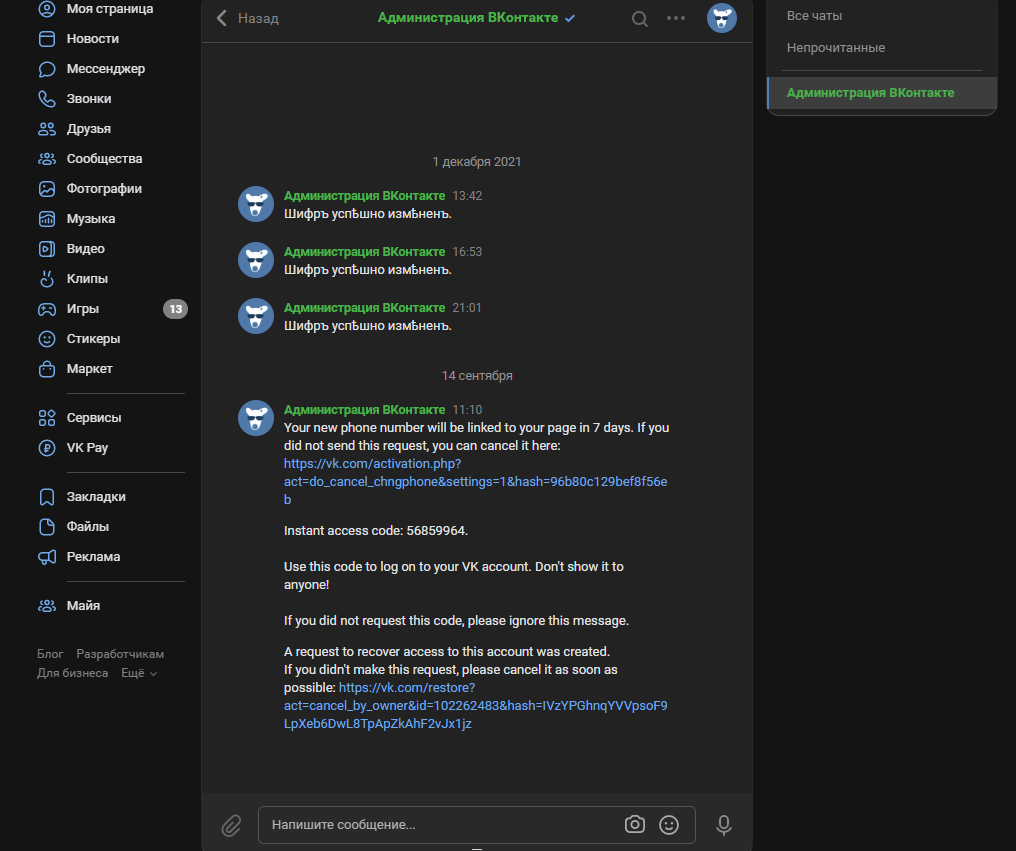 Моя страница
Новости
Мессенджер
Звонки
Друзья
Сообщества
Фотографии
Музыка
Видео
Клипы
Игры 13
Стикеры
Маркет
Сервисы
VK Pay
Закладки
Файлы
Реклама
Майя
Блог Разработчикам
Для бизнеса Ещё
Назад
Администрация ВКонтакте
1 декабря 2021
Администрация ВКонтакте 13:42
Шифръ успѣшно измѣненъ.
Администрация ВКонтакте 16:53
Шифръ успѣшно измѣненъ.
Администрация ВКонтакте 21:01
Шифръ успѣшно измѣненъ.
14 сентября
Администрация ВКонтакте 11:10
Your new phone number will be linked to your page in 7 days. If you
did not send this request, you can cancel it here:
https://vk.com/activation.php?
act=do_cancel_chngphone&settings=1&hash=96b80c129bef8f56e
b
Instant access code: 56859964.
Use this code to log on to your VK account. Don't show it to
anyone!
If you did not request this code, please ignore this message.
A request to recover access to this account was created.
If you didn't make this request, please cancel it as soon as
possible: https://vk.com/restore?
act=cancel_by_owner&id=102262483&hash=IVzYPGhnqYVVpsoF9
LpXeb6DwL8TpApZkAhF2vJx1jz
Напишите сообщение...
Все чаты
Непрочитанные
Администрация ВКонтакте